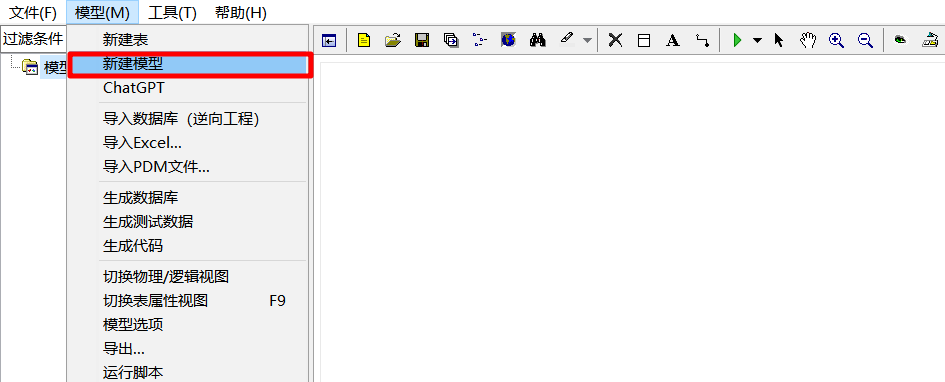 文件(F) 模型(M) 工具(T) 帮助(H)
过滤条件
模型
新建表
新建模型
ChatGPT
导入数据库（逆向工程）
导入Excel...
导入PDM文件...
生成数据库
生成测试数据
生成代码
切换物理/逻辑视图
切换表属性视图 F9
模型选项
导出...
运行脚本